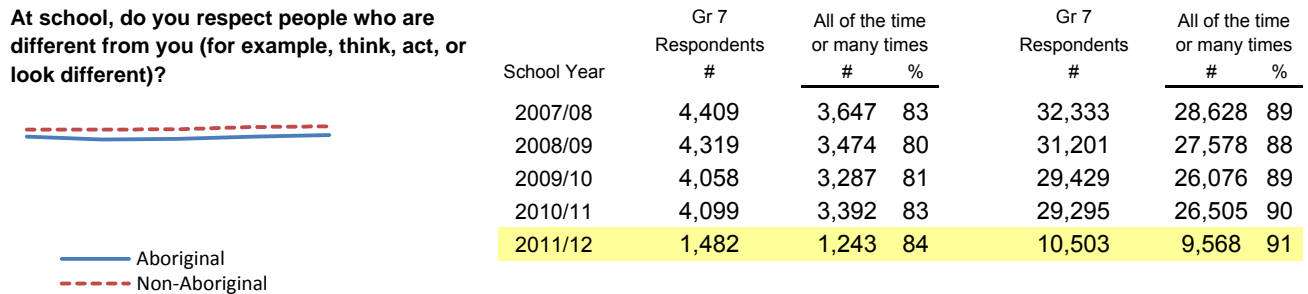 At school, do you respect people who are
different from you (for example, think, act, or
look different)?
Gr 7 All of the time Gr 7 All of the time
Respondents or many times Respondents or many times
School Year # # % # # %
2007/08 4,409 3,647 83 32,333 28,628 89
2008/09 4,319 3,474 80 31,201 27,578 88
2009/10 4,058 3,287 81 29,429 26,076 89
2010/11 4,099 3,392 83 29,295 26,505 90
2011/12 1,482 1,243 84 10,503 9,568 91
Aboriginal
Non-Aboriginal